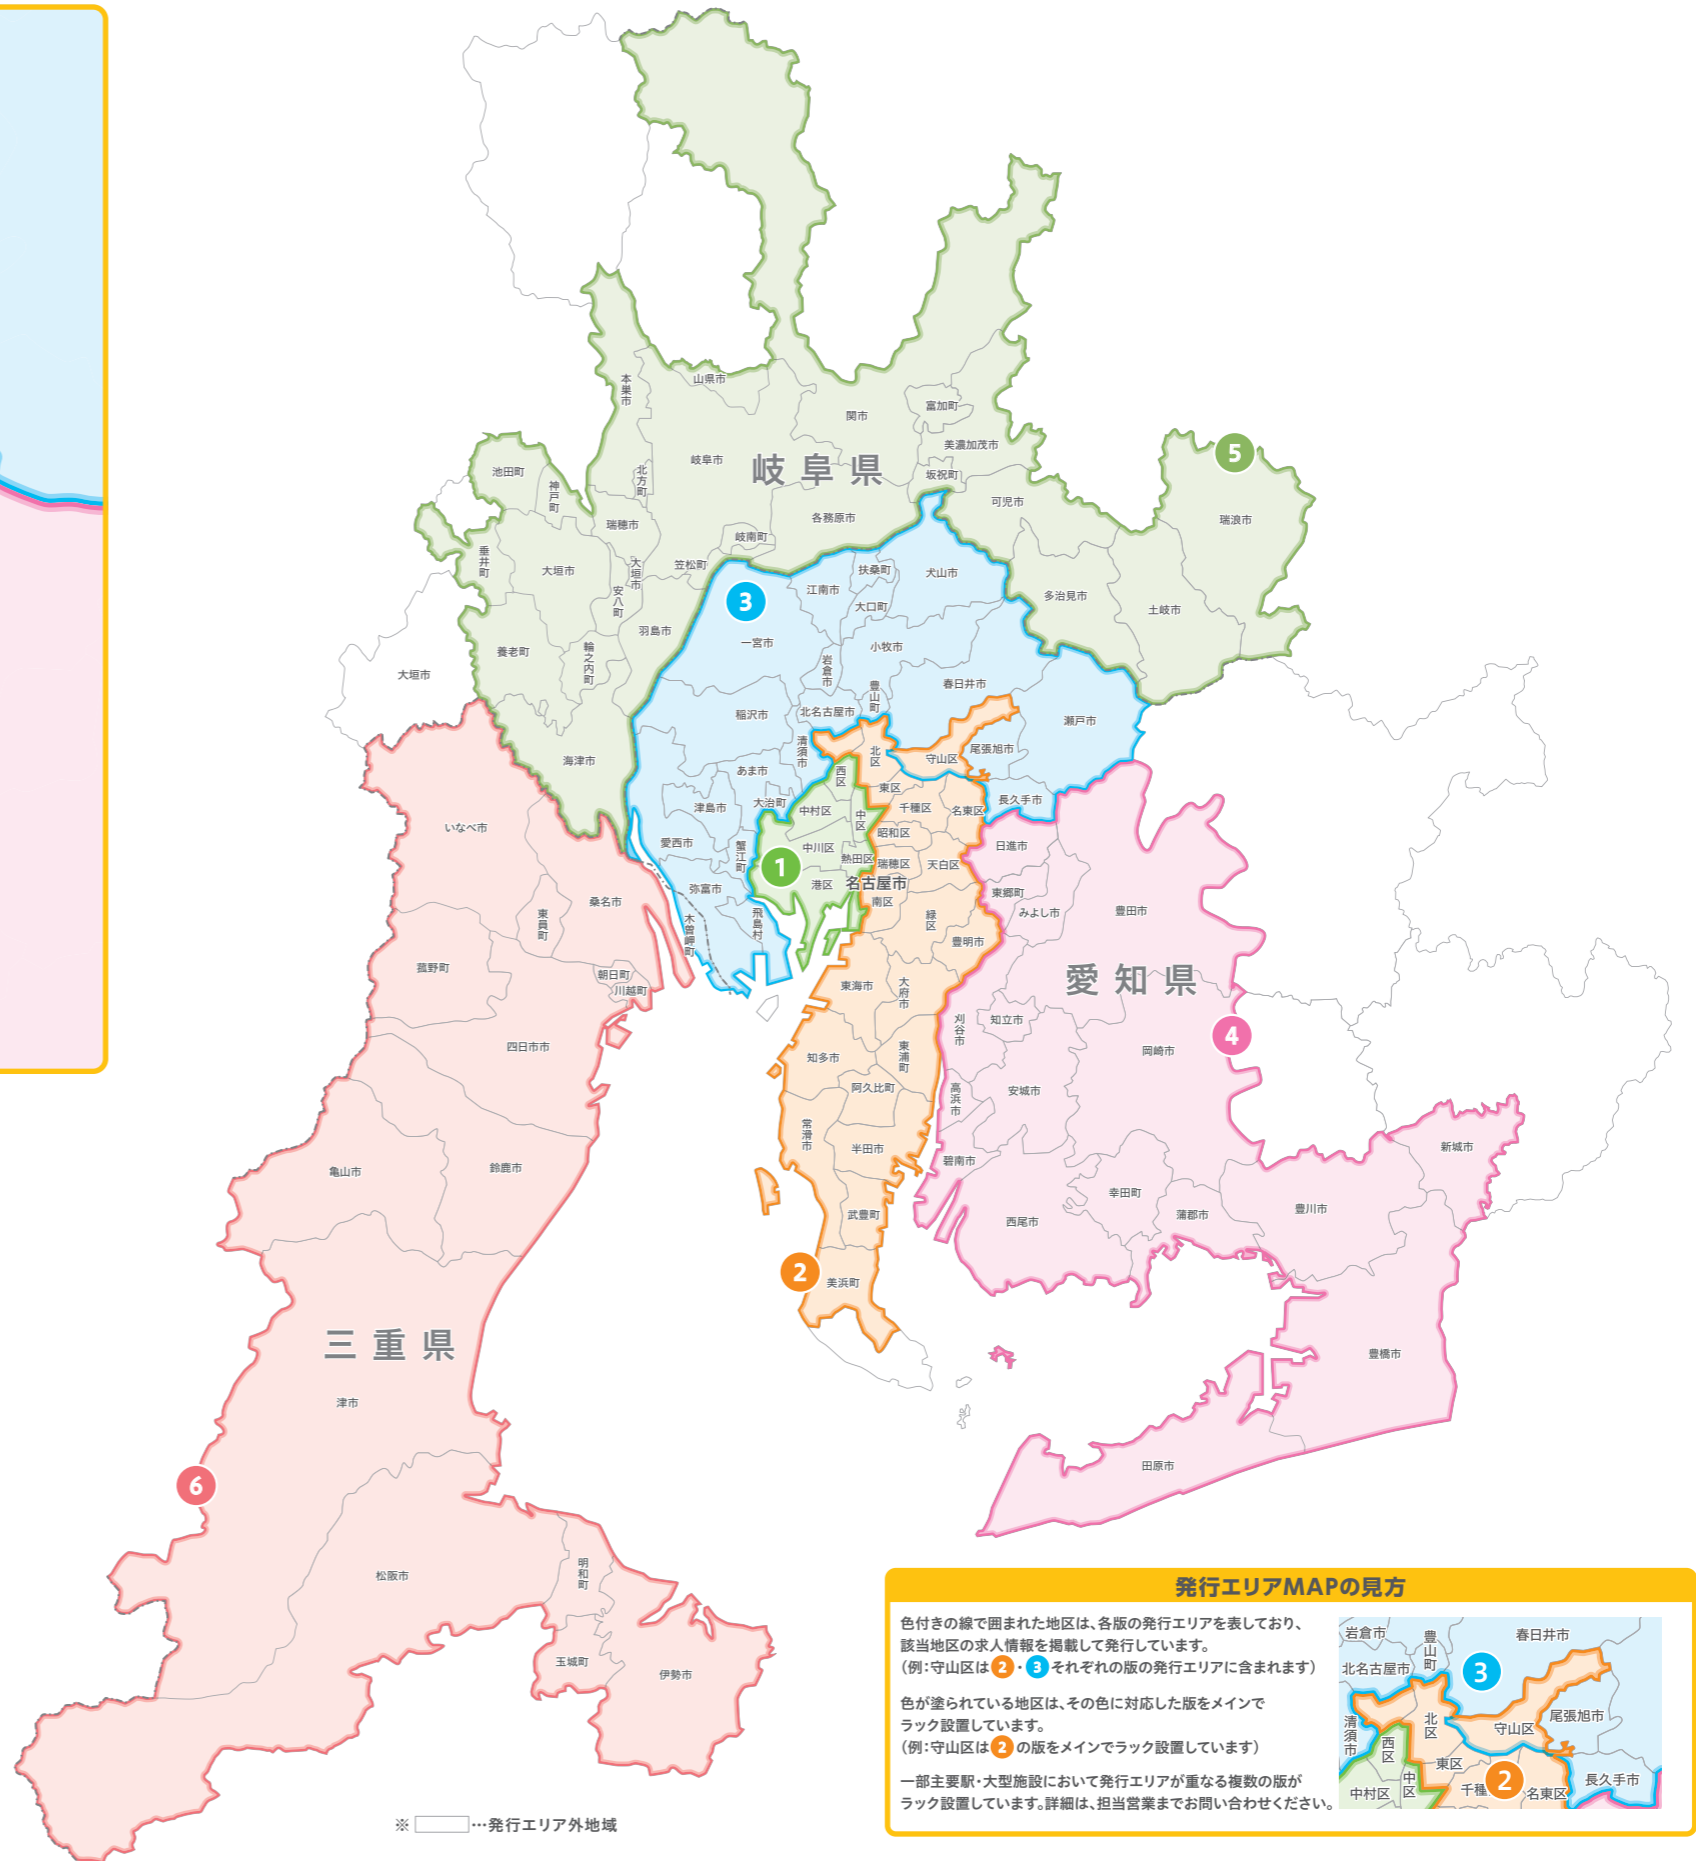 山県市
本巣市
関市
富加町
美濃加茂市
岐阜市
岐阜県
坂祝町
北方町
池田町
神戸町
可児市
5
瑞浪市
各務原市
瑞穂市
岐南町
垂井町
大垣市
大垣市
笠松町
安八町
扶桑町
犬山市
江南市
3
大口町
多治見市
土岐市
羽島市
一宮市
小牧市
養老町
輪之内町
岩倉市
大垣市
春日井市
豊山町
稲沢市
北名古屋市
瀬戸市
清須市
北区
守山区
尾張旭市
海津市
あま市
西区
東区
長久手市
津島市
大治町
中村区
中区
千種区
名東区
いなべ市
昭和区
愛西市
蟹江町
中川区
日進市
1
熱田区
瑞穂区
天白区
弥富市
港区
名古屋市
東郷町
桑名市
南区
みよし市
豊田市
東員町
木曽岬町
飛島村
緑区
豊明市
菰野町
朝日町
川越町
東海市
大府市
愛知県
四日市市
刈谷市
知立市
4
岡崎市
知多市
東浦町
阿久比町
高浜市
安城市
常滑市
半田市
新城市
亀山市
鈴鹿市
碧南市
幸田町
武豊町
西尾市
蒲郡市
豊川市
2
美浜町
三重県
豊橋市
津市
田原市
6
松阪市
明和町
玉城町
伊勢市
※ …発行エリア外地域
発行エリアMAPの見方
色付きの線で囲まれた地区は、各版の発行エリアを表しており、
該当地区の求人情報を掲載して発行しています。
(例:守山区は2・3それぞれの版の発行エリアに含まれます)
色が塗られている地区は、その色に対応した版をメインで
ラック設置しています。
(例:守山区は2の版をメインでラック設置しています)
一部主要駅・大型施設において発行エリアが重なる複数の版が
ラック設置しています。詳細は、担当営業までお問い合わせください。
岩倉市
豊山町
春日井市
北名古屋市
3
清須市
北区
守山区
尾張旭市
西区
東区
中村区
中区
千種
2
名東区
長久手市